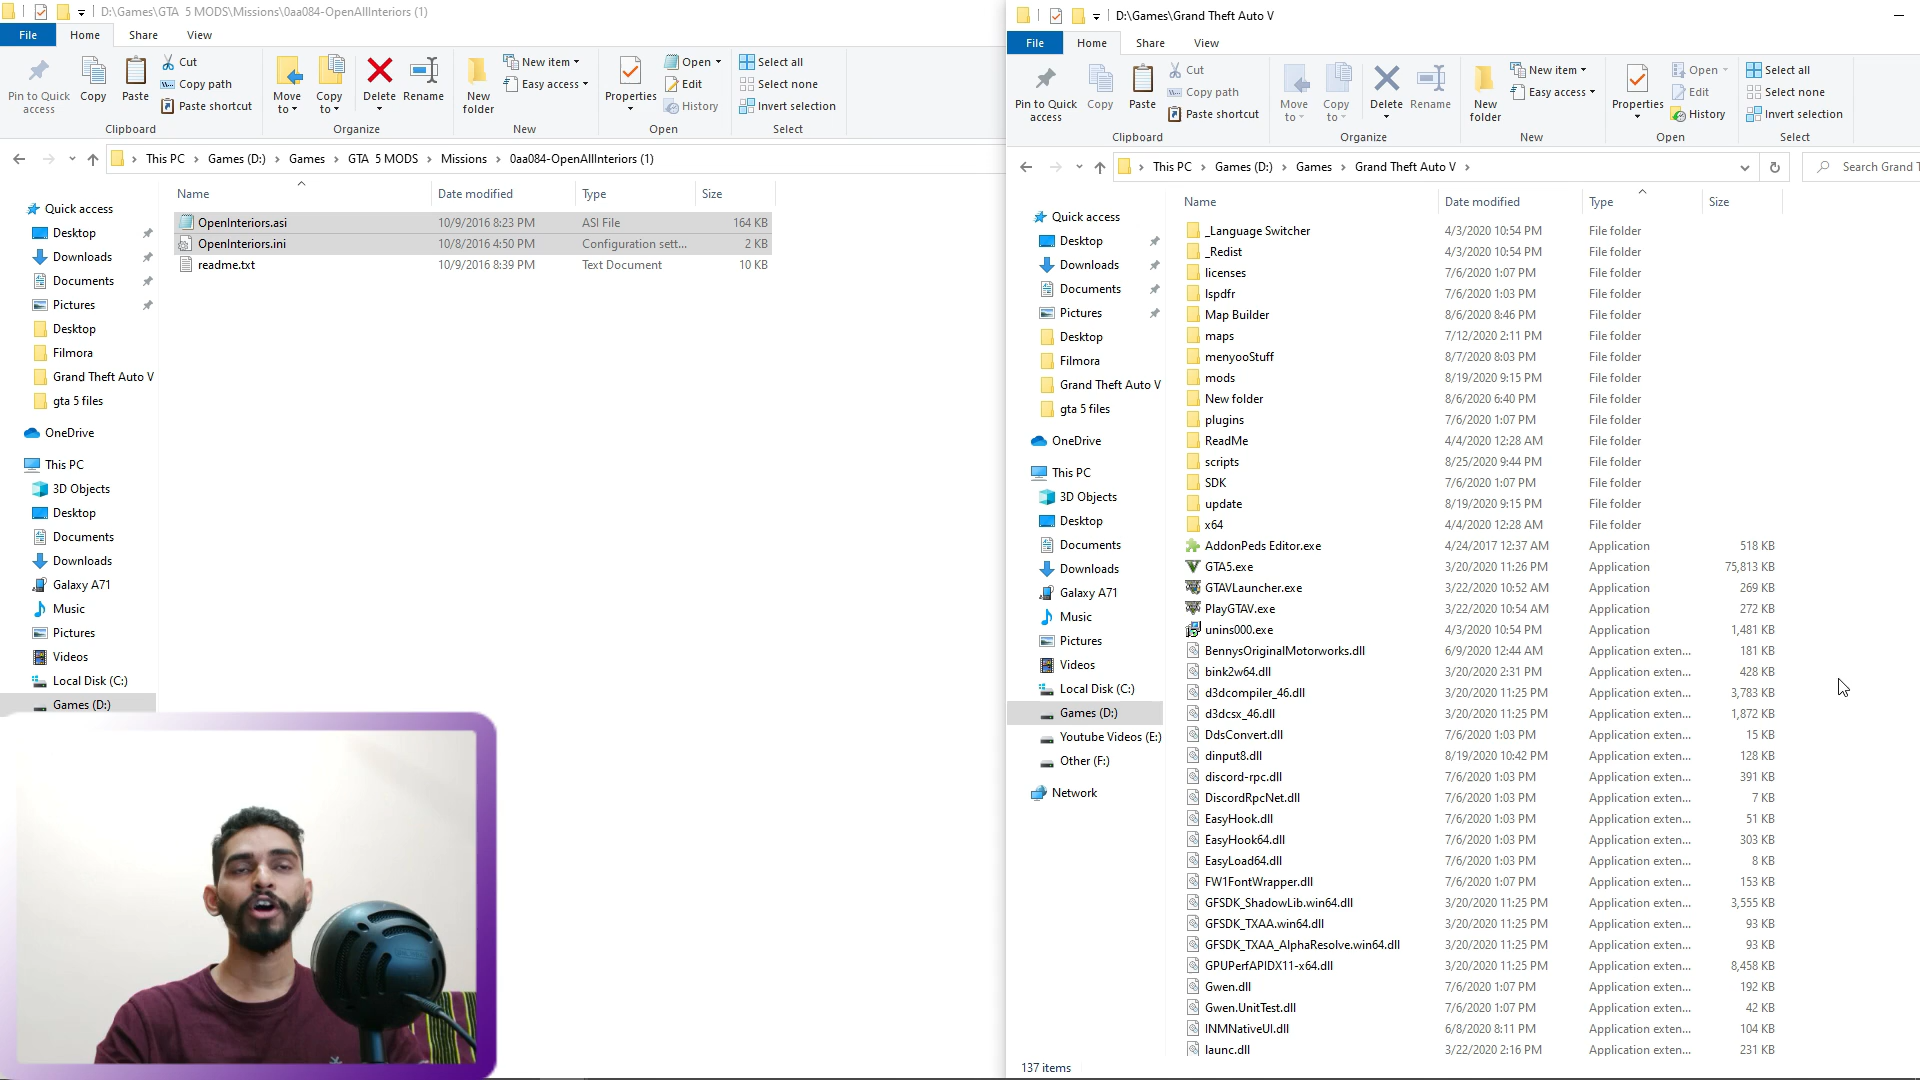 D:\Games\GTA  5 MODS\Missions\0aa084-OpenAllInteriors (1)
File Home Share View
Pin to Quick access
Copy
Paste
Cut
Copy path
Paste shortcut
Clipboard
Move to
Copy to
Delete
Rename
Organize
New folder
New item
Easy access
New
Properties
Open
Edit
History
Open
Select all
Select none
Invert selection
Select
This PC Games (D:) Games GTA  5 MODS Missions 0aa084-OpenAllInteriors (1)
Name Date modified Type Size
OpenInteriors.asi 10/9/2016 8:23 PM ASI File 164 KB
OpenInteriors.ini 10/8/2016 4:50 PM Configuration sett... 2 KB
readme.txt 10/9/2016 8:39 PM Text Document 10 KB
Quick access
Desktop
Downloads
Documents
Pictures
Desktop
Filmora
Grand Theft Auto V
gta 5 files
OneDrive
This PC
3D Objects
Desktop
Documents
Downloads
Galaxy A71
Music
Pictures
Videos
Local Disk (C:)
Games (D:)
D:\Games\Grand Theft Auto V
File Home Share View
Pin to Quick access
Copy
Paste
Cut
Copy path
Paste shortcut
Clipboard
Move to
Copy to
Delete
Rename
Organize
New folder
New item
Easy access
New
Properties
Open
Edit
History
Open
Select all
Select none
Invert selection
Select
This PC Games (D:) Games Grand Theft Auto V
Search Grand
Quick access
Desktop
Downloads
Documents
Pictures
Desktop
Filmora
Grand Theft Auto V
gta 5 files
OneDrive
This PC
3D Objects
Desktop
Documents
Downloads
Galaxy A71
Music
Pictures
Videos
Local Disk (C:)
Games (D:)
Youtube Videos (E:)
Other (F:)
Network
Name Date modified Type Size
_Language Switcher 4/3/2020 10:54 PM File folder
_Redist 4/3/2020 10:54 PM File folder
licenses 7/6/2020 1:07 PM File folder
lspdfr 7/6/2020 1:03 PM File folder
Map Builder 8/6/2020 8:46 PM File folder
maps 7/12/2020 2:11 PM File folder
menyooStuff 8/7/2020 8:03 PM File folder
mods 8/19/2020 9:15 PM File folder
New folder 8/6/2020 6:40 PM File folder
plugins 7/6/2020 1:07 PM File folder
ReadMe 4/4/2020 12:28 AM File folder
scripts 8/25/2020 9:44 PM File folder
SDK 7/6/2020 1:07 PM File folder
update 8/19/2020 9:15 PM File folder
x64 4/4/2020 12:28 AM File folder
AddonPeds Editor.exe 4/24/2017 12:37 AM Application 518 KB
GTA5.exe 3/20/2020 11:26 PM Application 75,813 KB
GTAVLauncher.exe 3/22/2020 10:52 AM Application 269 KB
PlayGTAV.exe 3/22/2020 10:54 AM Application 272 KB
unins000.exe 4/3/2020 10:54 PM Application 1,481 KB
BennysOriginalMotorworks.dll 6/9/2020 12:44 AM Application exten... 181 KB
bink2w64.dll 3/20/2020 2:31 PM Application exten... 428 KB
d3dcompiler_46.dll 3/20/2020 11:25 PM Application exten... 3,783 KB
d3dcsx_46.dll 3/20/2020 11:25 PM Application exten... 1,872 KB
DdsConvert.dll 7/6/2020 1:03 PM Application exten... 15 KB
dinput8.dll 8/19/2020 10:42 PM Application exten... 128 KB
discord-rpc.dll 7/6/2020 1:03 PM Application exten... 391 KB
DiscordRpcNet.dll 7/6/2020 1:03 PM Application exten... 7 KB
EasyHook.dll 7/6/2020 1:03 PM Application exten... 51 KB
EasyHook64.dll 7/6/2020 1:03 PM Application exten... 303 KB
EasyLoad64.dll 7/6/2020 1:03 PM Application exten... 8 KB
FW1FontWrapper.dll 7/6/2020 1:07 PM Application exten... 153 KB
GFSDK_ShadowLib.win64.dll 3/20/2020 11:25 PM Application exten... 3,555 KB
GFSDK_TXAA.win64.dll 3/20/2020 11:25 PM Application exten... 93 KB
GFSDK_TXAA_AlphaResolve.win64.dll 3/20/2020 11:25 PM Application exten... 93 KB
GPUPerfAPIDX11-x64.dll 3/20/2020 11:25 PM Application exten... 8,458 KB
Gwen.dll 7/6/2020 1:07 PM Application exten... 192 KB
Gwen.UnitTest.dll 7/6/2020 1:07 PM Application exten... 42 KB
INMNativeUI.dll 6/8/2020 8:11 PM Application exten... 104 KB
launc.dll 3/22/2020 2:16 PM Application exten... 231 KB
137 items